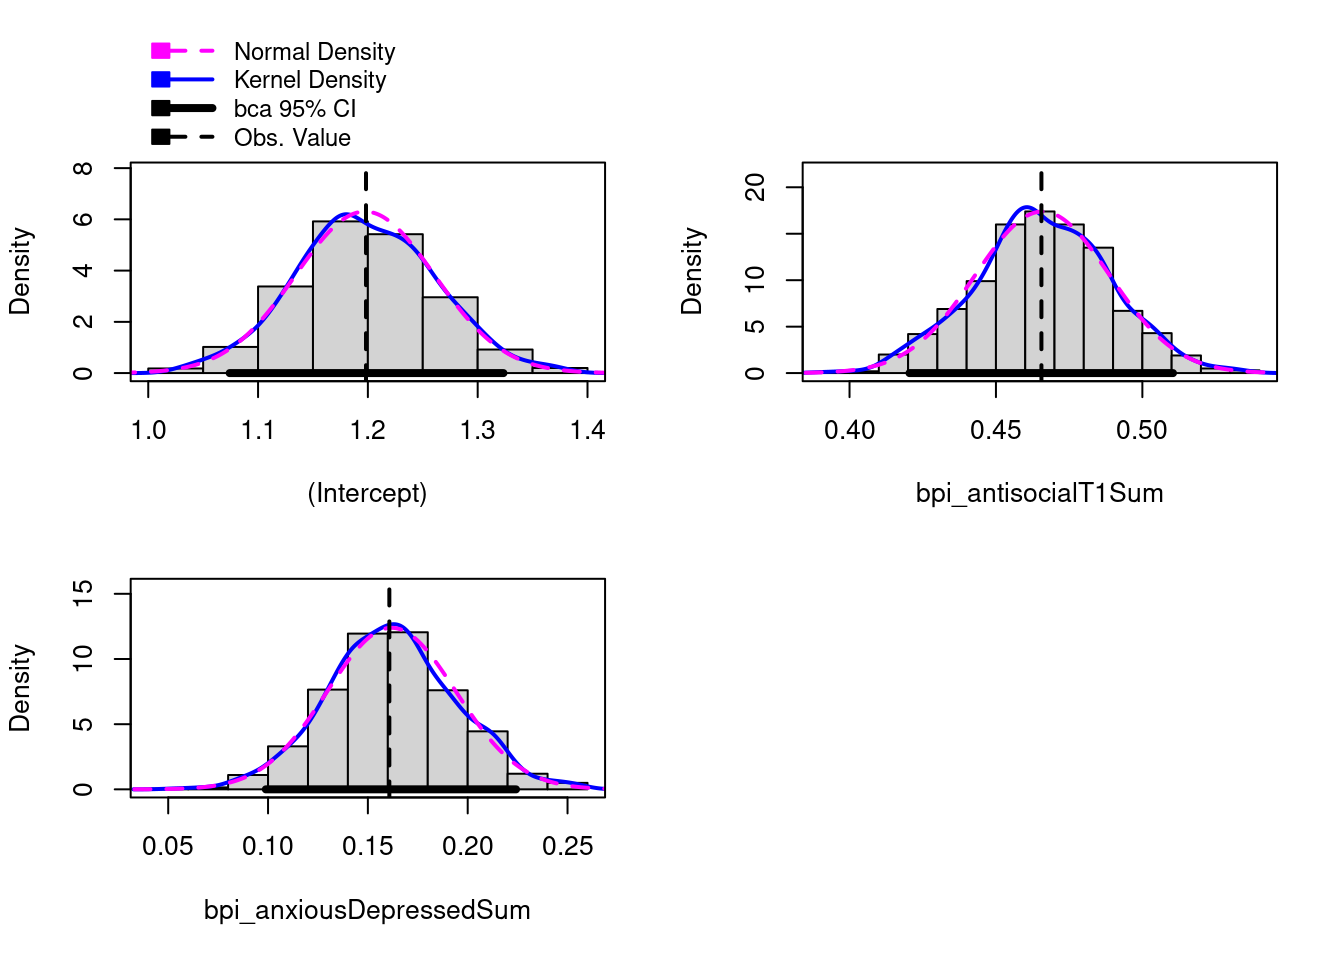 Normal Density
Kernel Density
bca 95% CI
Obs. Value
Density
0 2 4 6 8
1.0 1.1 1.2 1.3 1.4
(Intercept)
Density
0 5 10 20
0.40 0.45 0.50
bpi_antisocialT1Sum
Density
0 5 10 15
0.05 0.10 0.15 0.20 0.25
bpi_anxiousDepressedSum